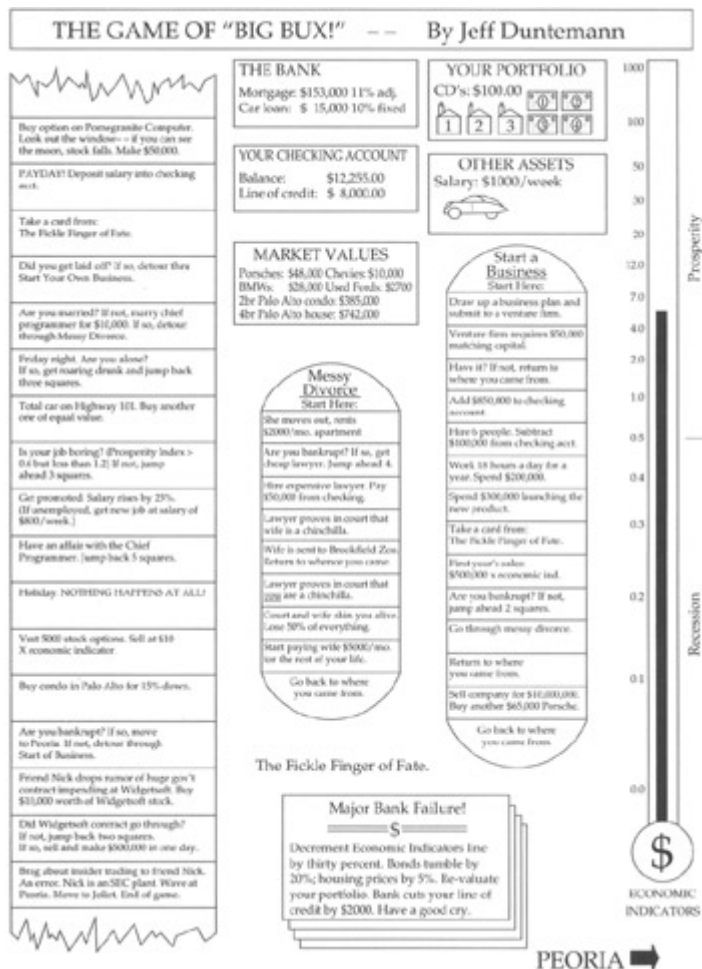 THE GAME OF "BIG BUX!" -- By Jeff Duntemann
Buy option on Pomegranite Computer.
Look out the window-- if you can see
the moon, stock falls. Make $50,000.
PAYDAY! Deposit salary into checking
acct.
Take a card from:
The Fickle Finger of Fate.
Did you get laid off? If so, detour thru
Start Your Own Business.
Are you married? If not, marry chief
programmer for $10,000. If so, detour
through Messy Divorce.
Friday night. Are you alone?
If so, get roaring drunk and jump back
three squares.
Total car on Highway 101. Buy another
one of equal value.
Is your job boring? (Prosperity Index >
0.6 but less than 1.2) If not, jump
ahead 3 squares.
Get promoted. Salary rises by 25%.
(If unemployed, get new job at salary of
$800/week.)
Have an affair with the Chief
Programmer. Jump back 5 squares.
Holiday. NOTHING HAPPENS AT ALL!
Vest 5000 stock options. Sell at $10
X economic indicator.
Buy condo in Palo Alto for 15% down.
Are you bankrupt? If so, move
to Peoria. If not, detour through
Start of Business.
Friend Nick drops rumor of huge gov't
contract impending at Widgetsoft. Buy
worth of Widgetsoft stock.
Did Widgetsoft contract go through?
If not, jump back two squares.
If so, sell and make $500,000 in one day.
Brag about insider trading to friend Nick.
An error. Nick is an SEC plant. Wave at
Peoria. Move to Joliet. End of game.
THE BANK
Mortgage: $153,000 11% adj.
Car loan: $ 15,000 10% fixed
YOUR CHECKING ACCOUNT
Balance: $12,255.00
Line of credit: $ 8,000.00
MARKET VALUES
Porsches: $48,000 Chevies: $10,000
BMWs: $28,000 Used Fords: $2700
2br Palo Alto condo: $385,000
4br Palo Alto house: $742,000
Messy
Divorce
Start Here:
She moves out, rents
$2000/mo. apartment
Are you bankrupt? If so, get
cheap lawyer. Jump ahead 4.
Hire expensive lawyer. Pay
$50,000 from checking.
Lawyer proves in court that
wife is a chinchilla.
Wife is sent to Brookfield Zoo.
Return to whence you came
Lawyer proves in court that
you are a chinchilla.
Court and wife skin you alive.
Lose 50% of everything.
Start paying wife $5000/mo.
for the rest of your life.
Go back to where
you came from.
YOUR PORTFOLIO
CD's: $100.00
1 2 3
1 2 3 4
OTHER ASSETS
Salary: $1000/week
Start a
Business
Start Here:
Draw up a business plan and
submit to a venture firm.
Venture firm requires $50,000
matching capital.
Have it? If not, return to
where you came from.
Add $850,000 to checking
account
Hire 6 people. Subtract
$100,000 from checking acct.
Work 18 hours a day for a
year. Spend $200,000.
Spend $300,000 launching the
new product.
Take a card from:
The Fickle Finger of Fate.
First year's sales:
$500,000 x economic ind.
Are you bankrupt? If not,
jump ahead 2 squares.
Go through messy divorce.
Return to where
you came from.
Sell company for $10,000,000.
Buy another $65,000 Porsche.
Go back to where
you came from.
The Fickle Finger of Fate.
Major Bank Failure!
$
Decrement Economic Indicators line
by thirty percent. Bonds tumble by
20%; housing prices by 5%. Re-valuate
your portfolio. Bank cuts your line of
credit by $2000. Have a good cry.
1000
100
50
30
20
12.0
7.0
4.0
2.0
1.0
0.5
0.4
0.3
0.2
0.1
0.0
Prosperity
Recession
$
ECONOMIC
INDICATORS
PEORIA